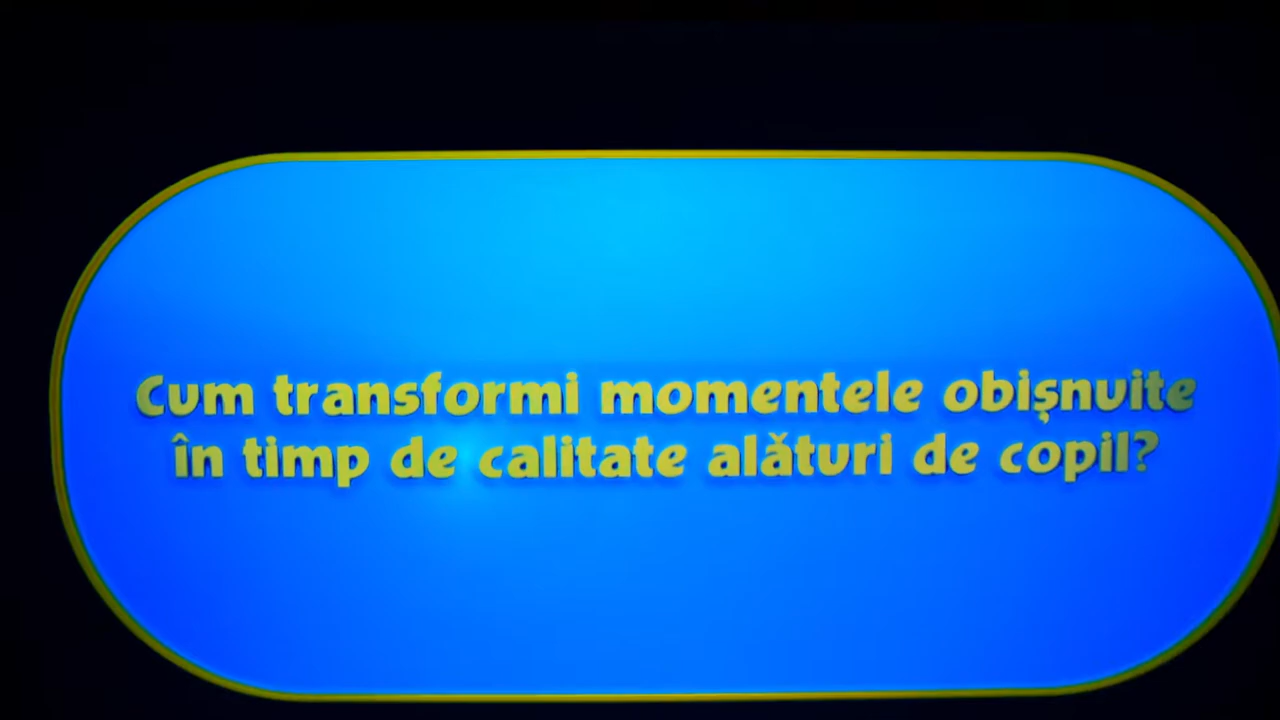 Cum transformi momentele obișnuite
în timp de calitate alături de copil?